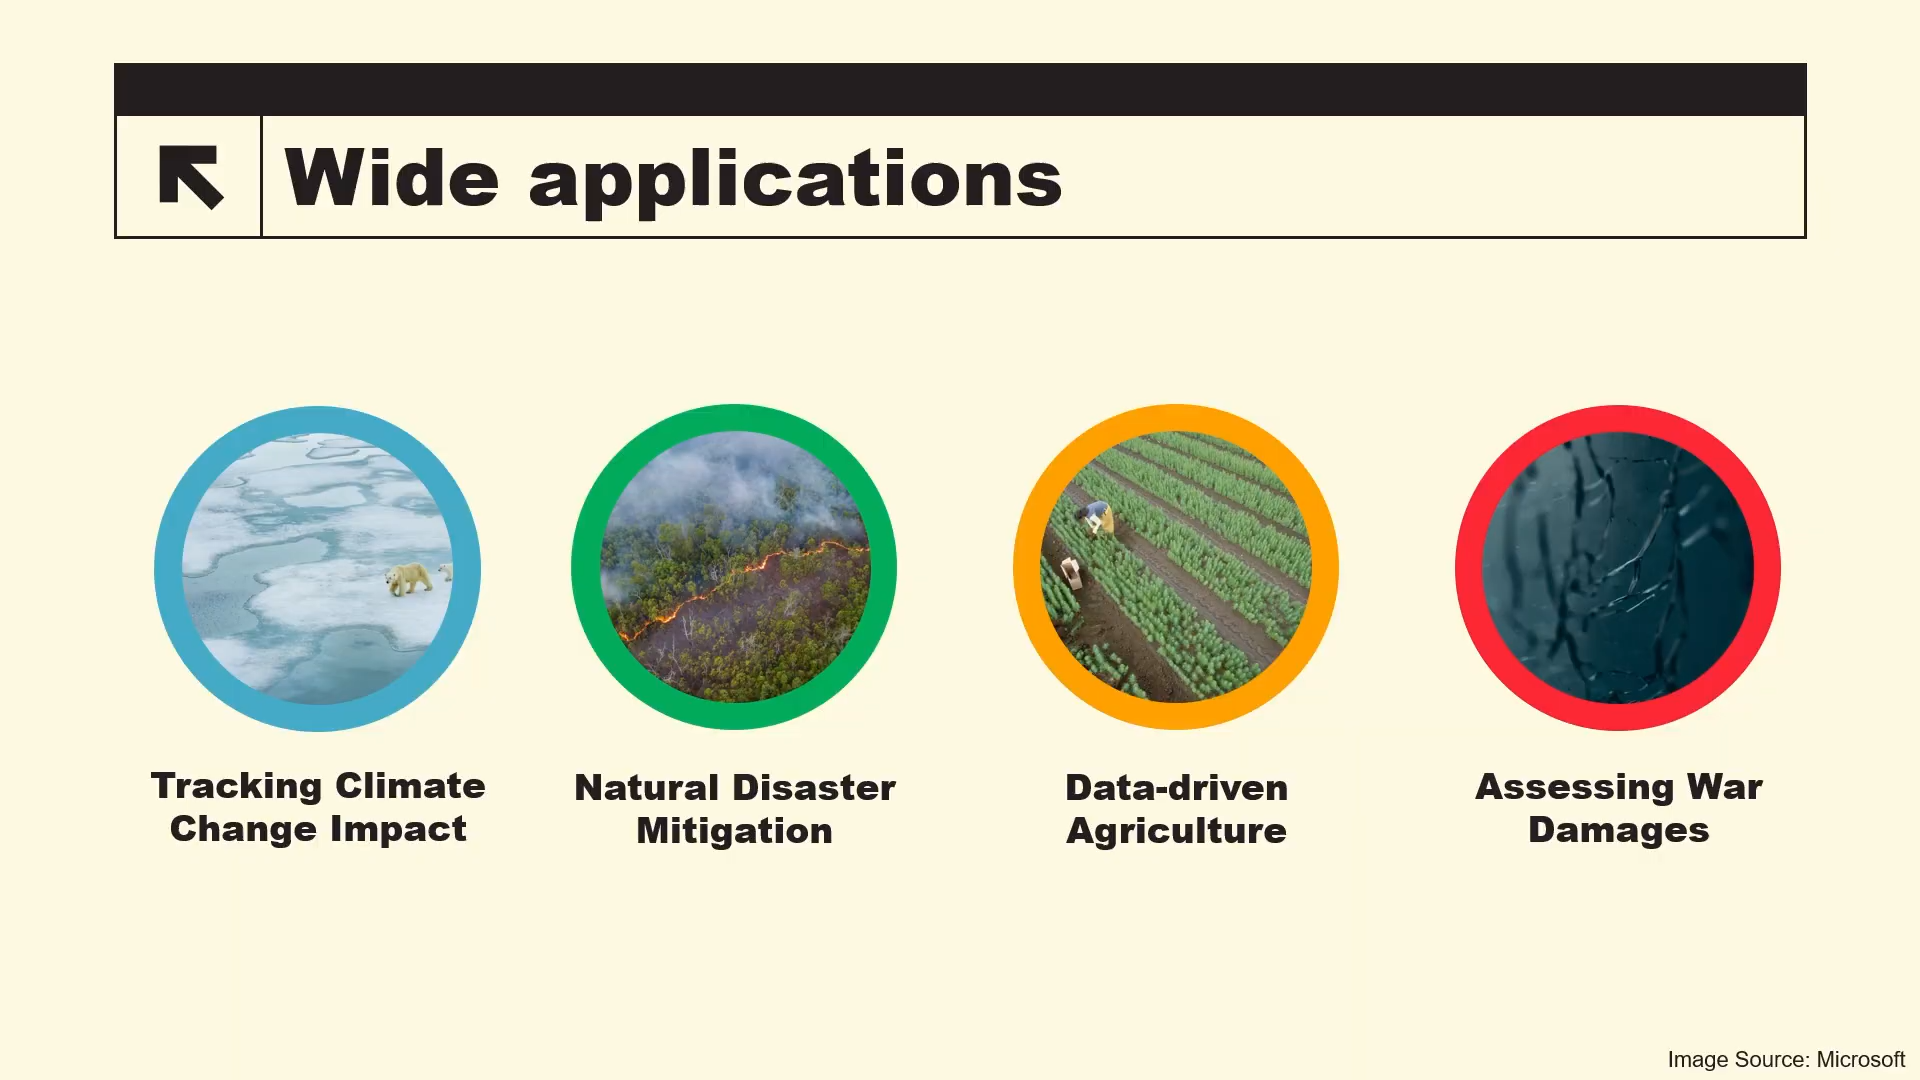 Wide applications
Tracking Climate
Change Impact
Natural Disaster
Mitigation
Data-driven
Agriculture
Assessing War
Damages
Image Source: Microsoft